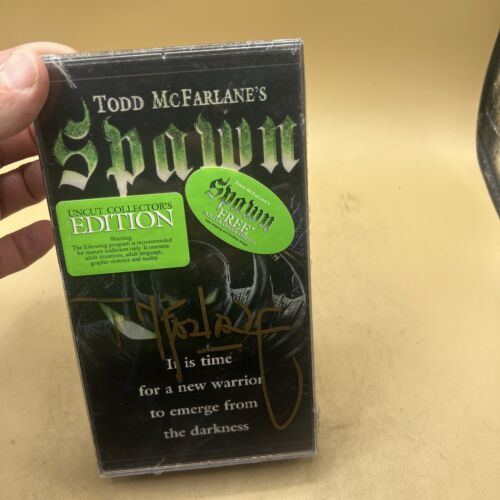 TODD MCFARLANE'S
Spawn
UNCUT COLLECTOR'S
EDITION
Warning:
The following program is recommended
for mature audiences only. It contains
adult situations, adult language,
graphic violence and nudity.
TODD MCFARLANE'S
Spawn
FREE
It is time
for a new warrior
to emerge from
the darkness